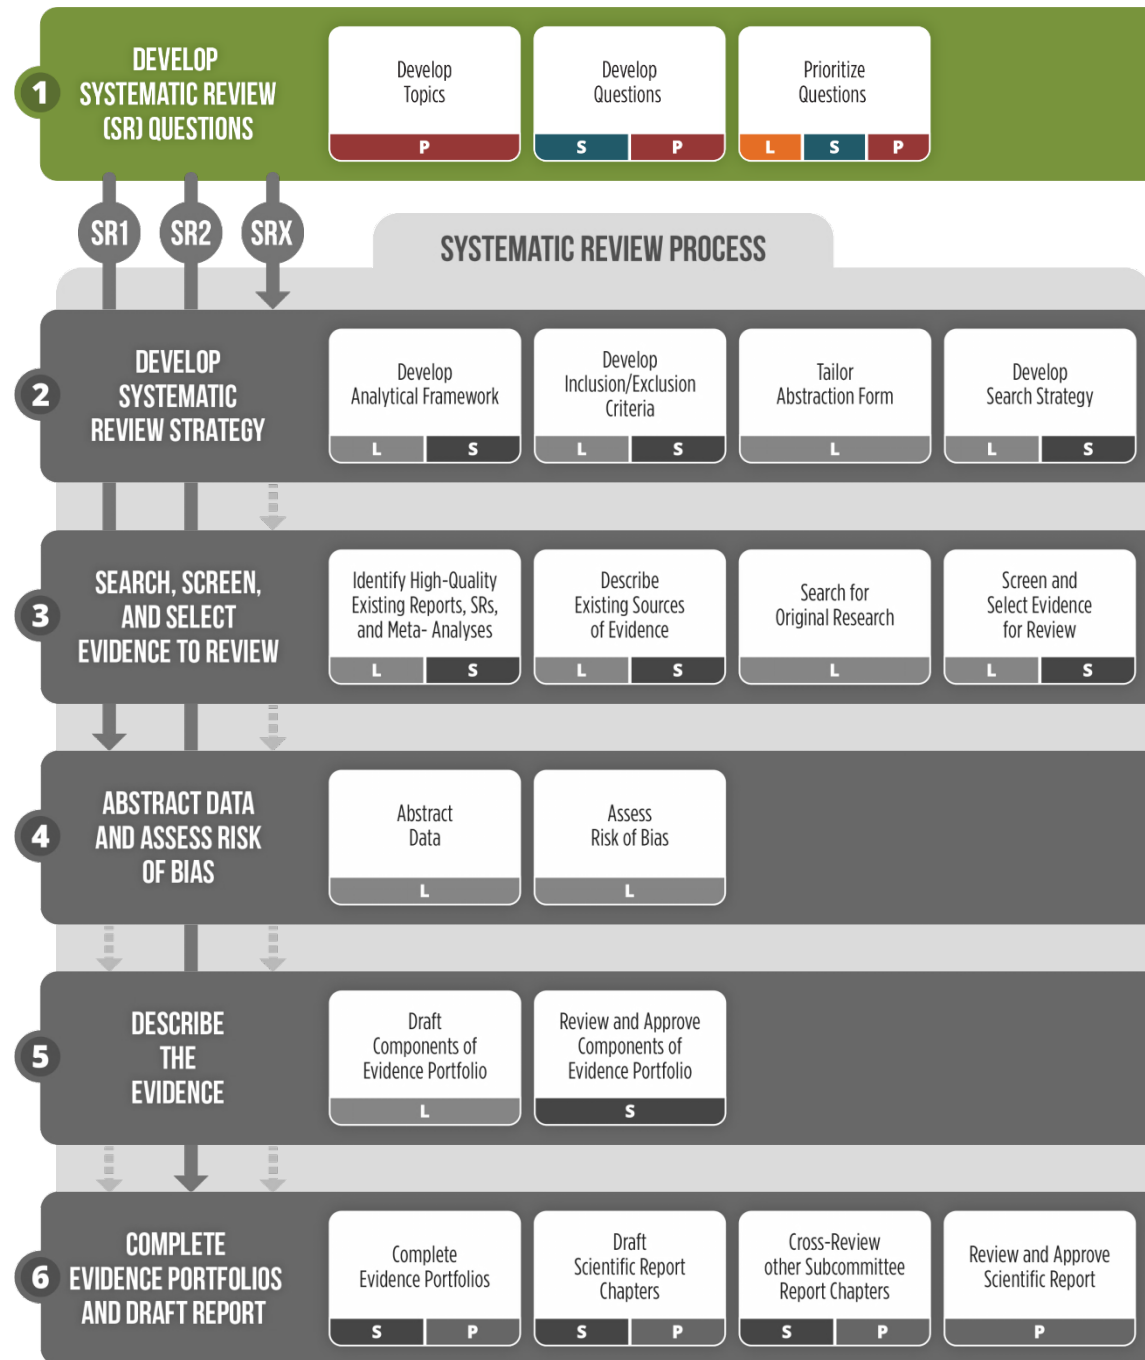 1
DEVELOP
SYSTEMATIC REVIEW
(SR) QUESTIONS
Develop
Topics
P
Develop
Questions
S P
Prioritize
Questions
L S P
SR1 SR2 SRX
SYSTEMATIC REVIEW PROCESS
2
DEVELOP
SYSTEMATIC
REVIEW STRATEGY
Develop
Analytical Framework
L S
Develop
Inclusion/Exclusion
Criteria
L S
Tailor
Abstraction Form
L
Develop
Search Strategy
L S
3
SEARCH, SCREEN,
AND SELECT
EVIDENCE TO REVIEW
Identify High-Quality
Existing Reports, SRs,
and Meta- Analyses
L S
Describe
Existing Sources
of Evidence
L S
Search for
Original Research
L
Screen and
Select Evidence
for Review
L S
4
ABSTRACT DATA
AND ASSESS RISK
OF BIAS
Abstract
Data
L
Assess
Risk of Bias
L
5
DESCRIBE
THE
EVIDENCE
Draft
Components of
Evidence Portfolio
L
Review and Approve
Components of
Evidence Portfolio
S
6
COMPLETE
EVIDENCE PORTFOLIOS
AND DRAFT REPORT
Complete
Evidence Portfolios
S P
Draft
Scientific Report
Chapters
S P
Cross-Review
other Subcommittee
Report Chapters
S P
Review and Approve
Scientific Report
P